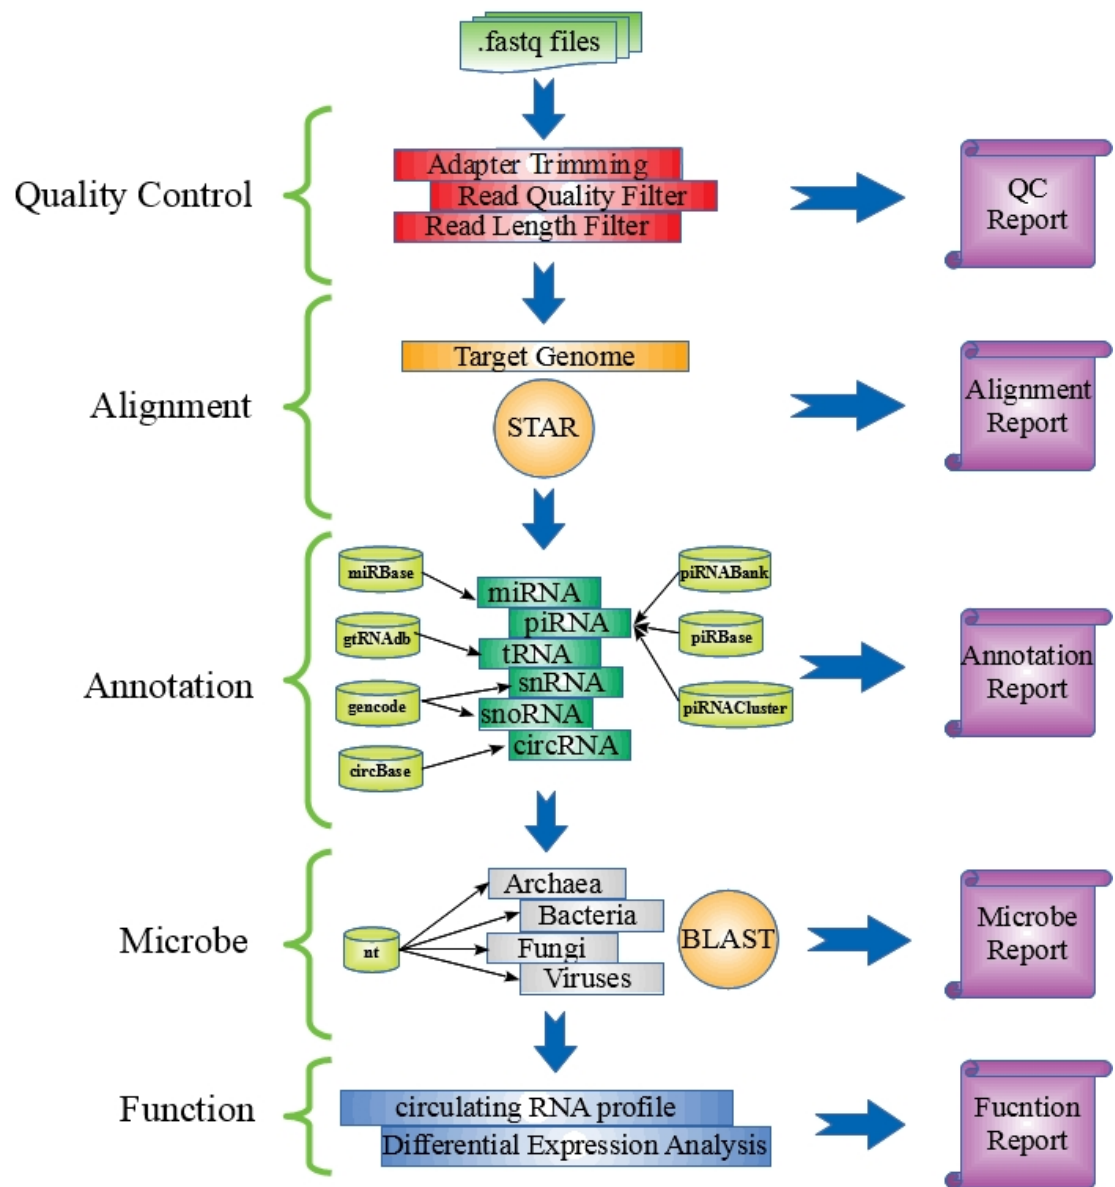 .fastq files
Quality Control
Adapter Trimming
Read Quality Filter
Read Length Filter
QC
Report
Alignment
Target Genome
STAR
Alignment
Report
Annotation
miRBase
gtRNAdb
gencode
circBase
miRNA
piRNA
tRNA
snRNA
snoRNA
circRNA
piRNABank
piRBase
piRNACluster
Annotation
Report
Microbe
nt
Archaea
Bacteria
Fungi
Viruses
BLAST
Microbe
Report
Function
circulating RNA profile
Differential Expression Analysis
Fucntion
Report